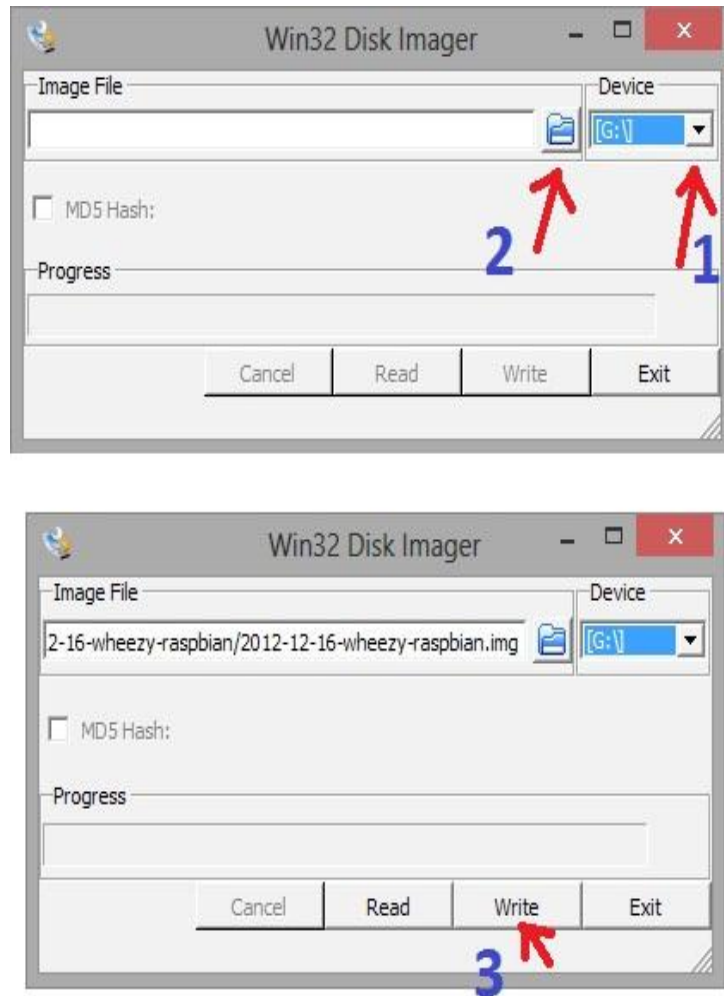 Win32 Disk Imager
Image File
Device
[G:\]
MD5 Hash:
2
1
Progress
Cancel Read Write Exit
Win32 Disk Imager
Image File
Device
2-16-wheezy-raspbian/2012-12-16-wheezy-raspbian.img [G:\]
MD5 Hash:
Progress
Cancel Read Write Exit
3